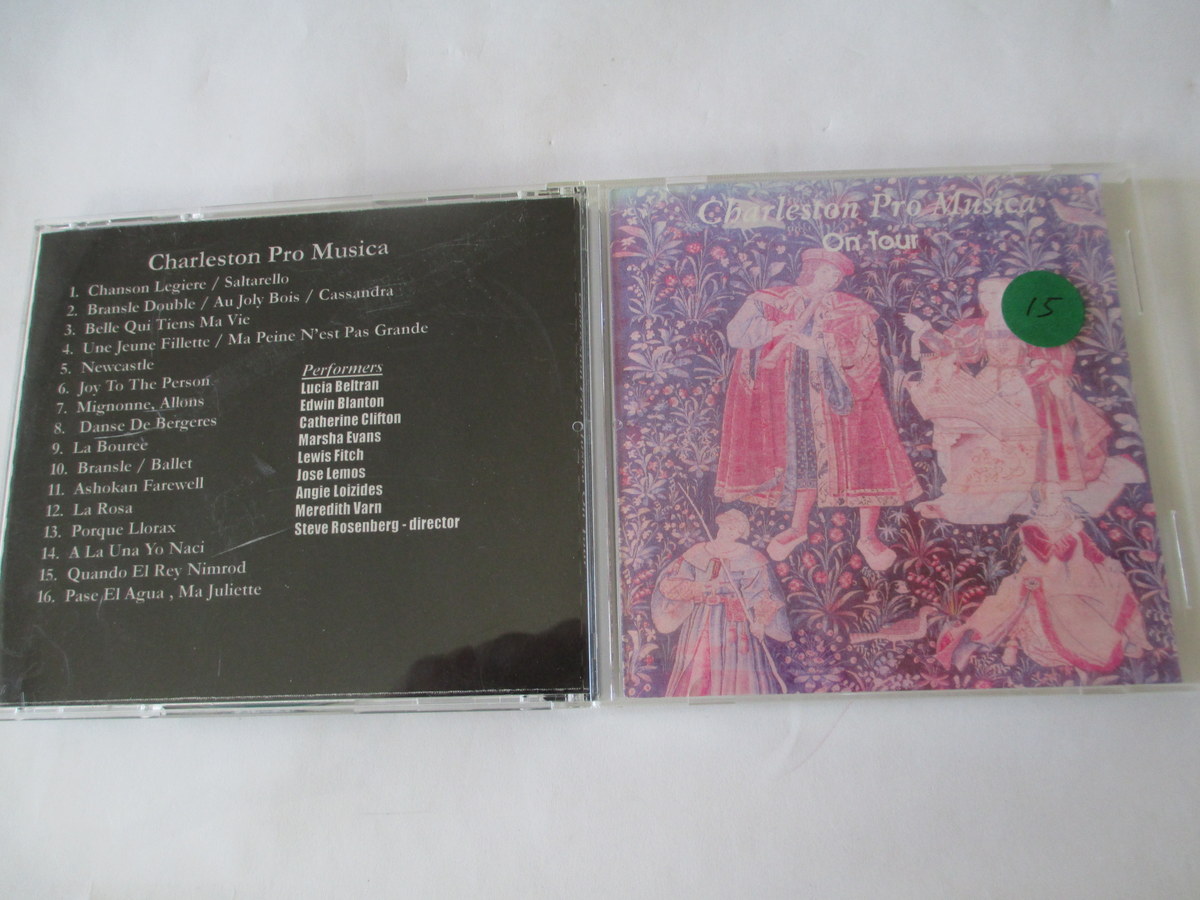 Charleston Pro Musica
1. Chanson Legiere / Saltarello
2. Bransle Double / Au Joly Bois / Cassandra
3. Belle Qui Tiens Ma Vie
4. Une Jeune Fillette / Ma Peine N'est Pas Grande
5. Newcastle
6. Joy To The Person
7. Mignonne, Allons
8. Danse De Bergeres
9. La Bouree
10. Bransle / Ballet
11. Ashokan Farewell
12. La Rosa
13. Porque Llorax
14. A La Una Yo Naci
15. Quando El Rey Nimrod
16. Pase El Agua , Ma Juliette
Performers
Lucia Beltran
Edwin Blanton
Catherine Clifton
Marsha Evans
Lewis Fitch
Jose Lemos
Angie Loizides
Meredith Varn
Steve Rosenberg - director
Charleston Pro Musica
On Tour
15